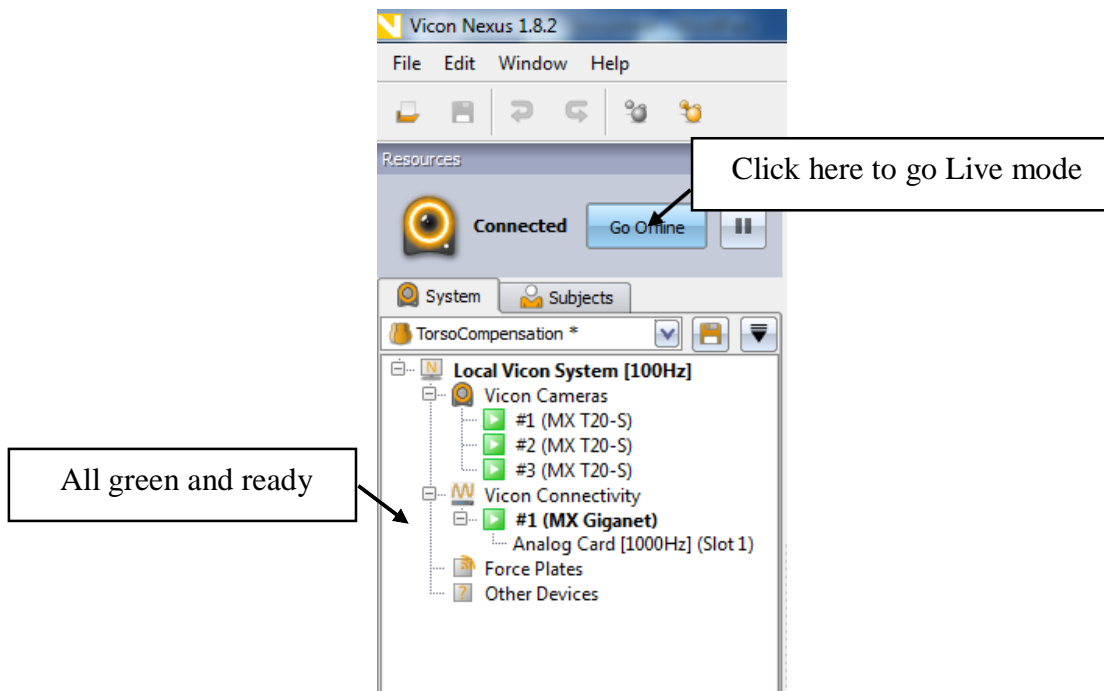 Vicon Nexus 1.8.2
File Edit Window Help
Resources
Click here to go Live mode
Connected
Go Offline
System Subjects
TorsoCompensation *
Local Vicon System [100Hz]
Vicon Cameras
#1 (MX T20-S)
#2 (MX T20-S)
#3 (MX T20-S)
All green and ready
Vicon Connectivity
#1 (MX Giganet)
Analog Card [1000Hz] (Slot 1)
Force Plates
Other Devices